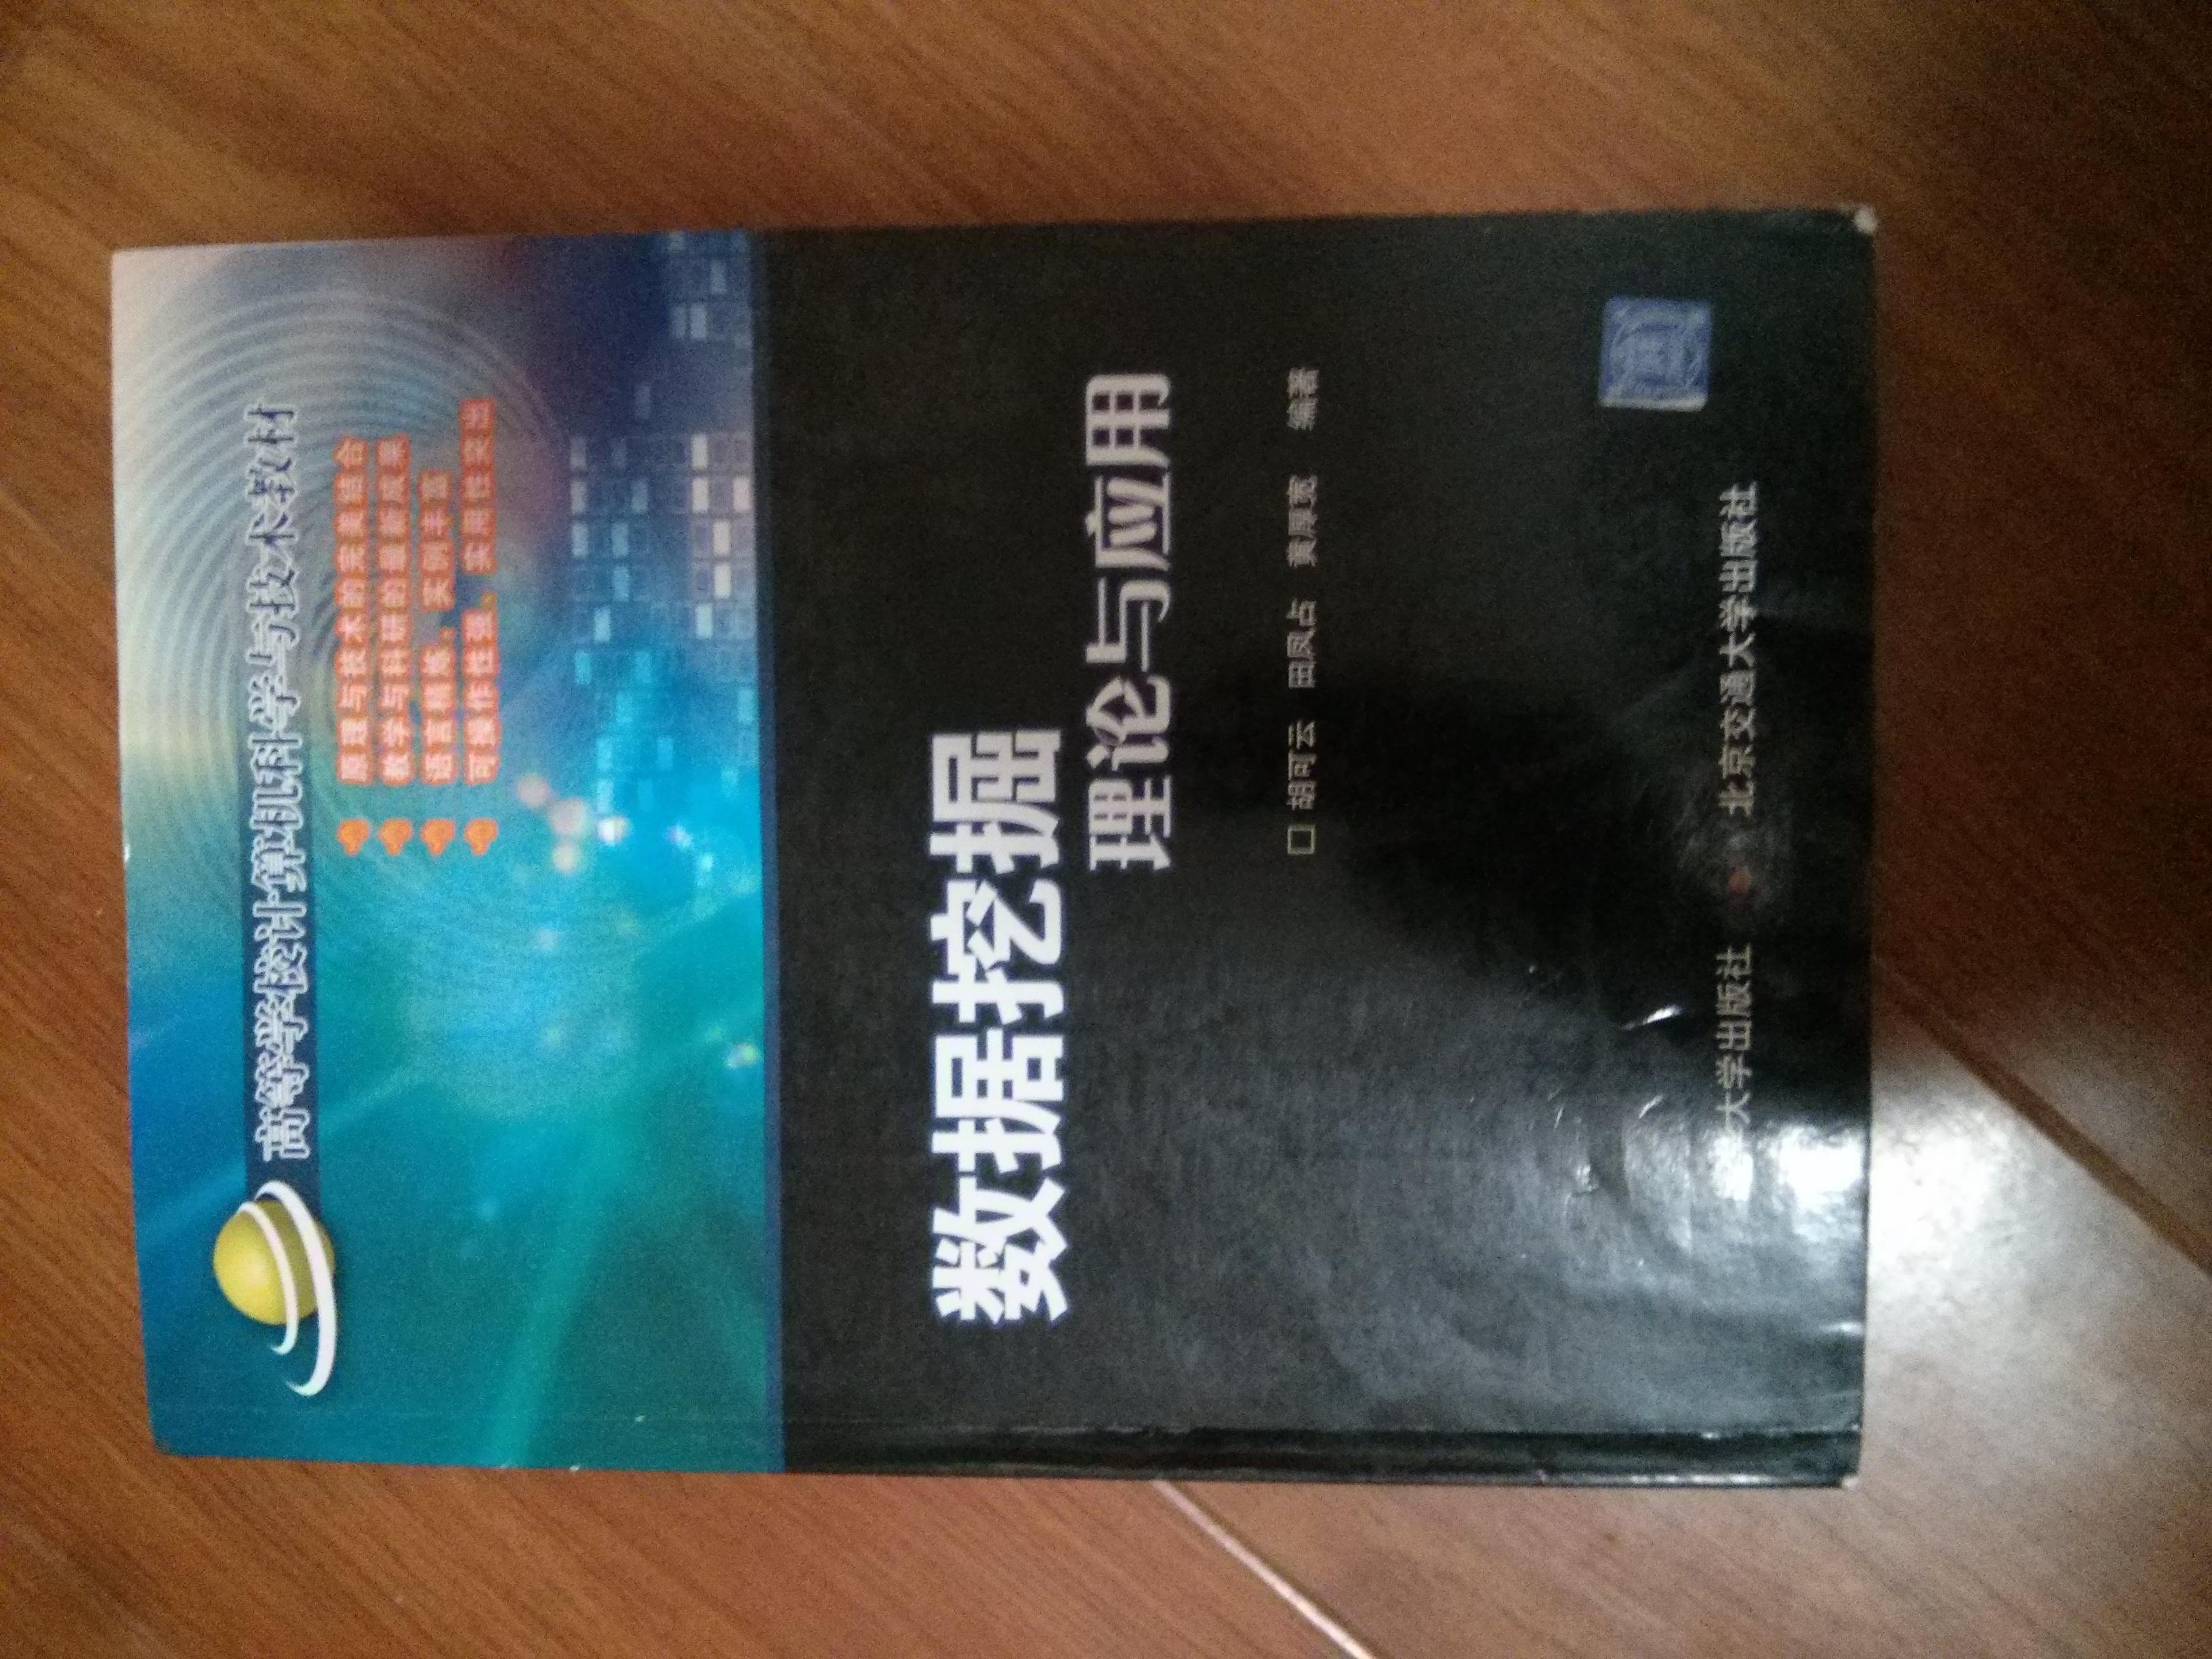 高等学校计算机科学与技术教材
原理与技术的完美结合
教学与科研的最新成果
语言精炼，实例丰富
可操作性强，实用性突出
数据挖掘
理论与应用
□ 胡可云 田凤占 黄厚宽 编著
大学出版社 北京交通大学出版社